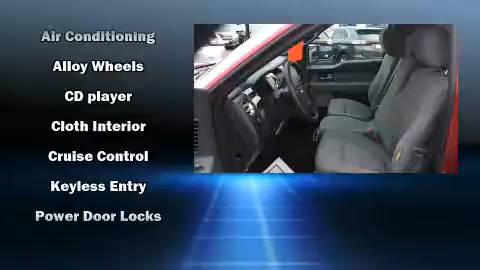 Air Conditioning
Alloy Wheels
CD player
Cloth Interior
Cruise Control
Keyless Entry
Power Door Locks